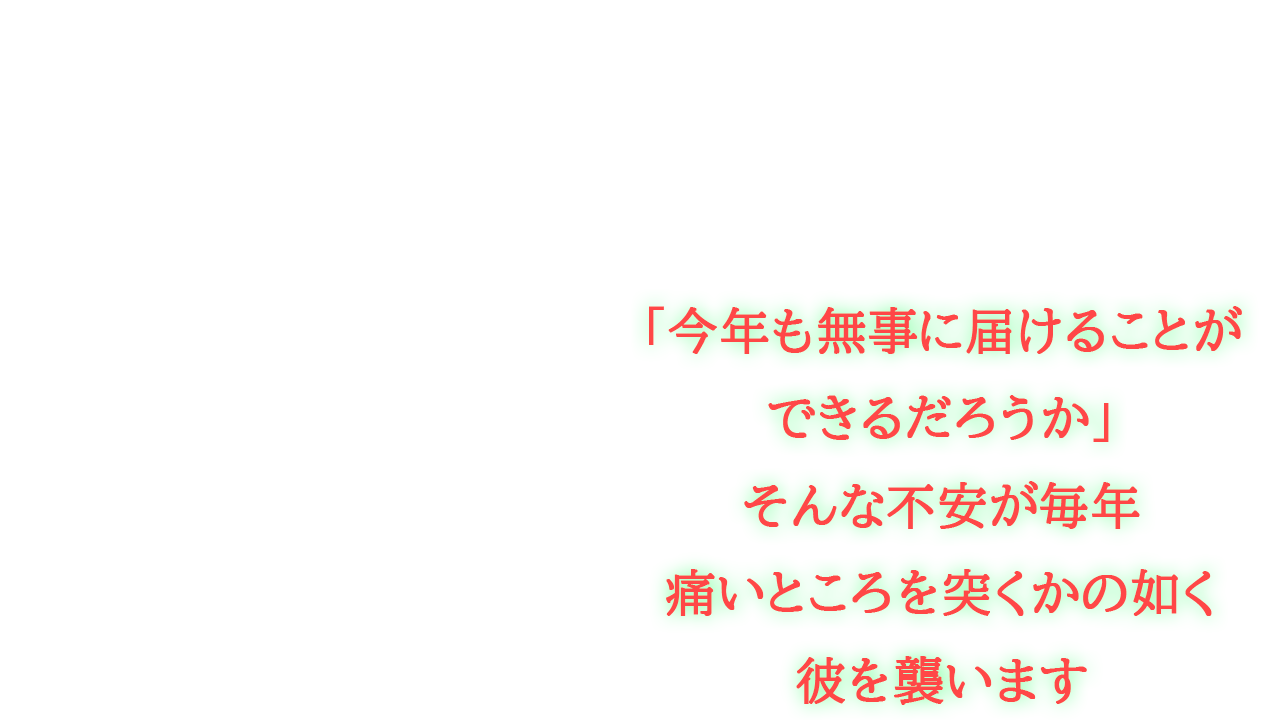 「今年も無事に届けることが
できるだろうか」
そんな不安が毎年
痛いところを突くかの如く
彼を襲います